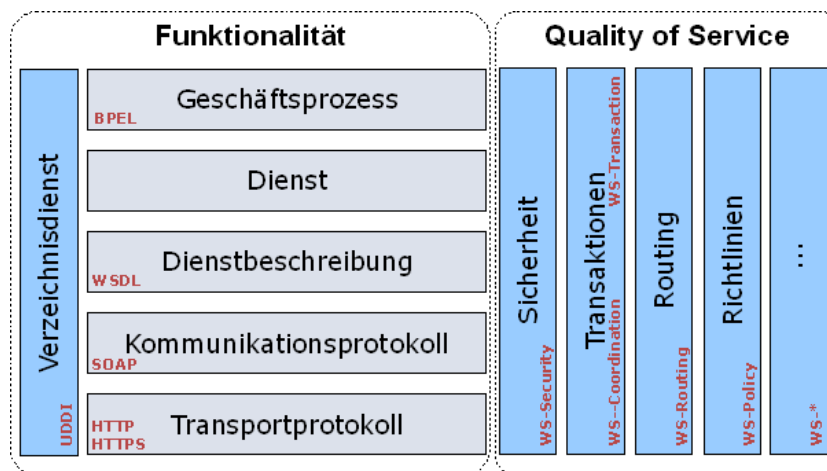 Funktionalität
Verzeichnisdienst
UDDI
Geschäftsprozess
BPEL
Dienst
Dienstbeschreibung
WSDL
Kommunikationsprotokoll
SOAP
Transportprotokoll
HTTP
HTTPS
Quality of Service
Sicherheit
WS-Security
Transaktionen
WS-Transaction
WS--Coordination
Routing
WS-Routing
Richtlinien
WS-Policy
...
WS-*